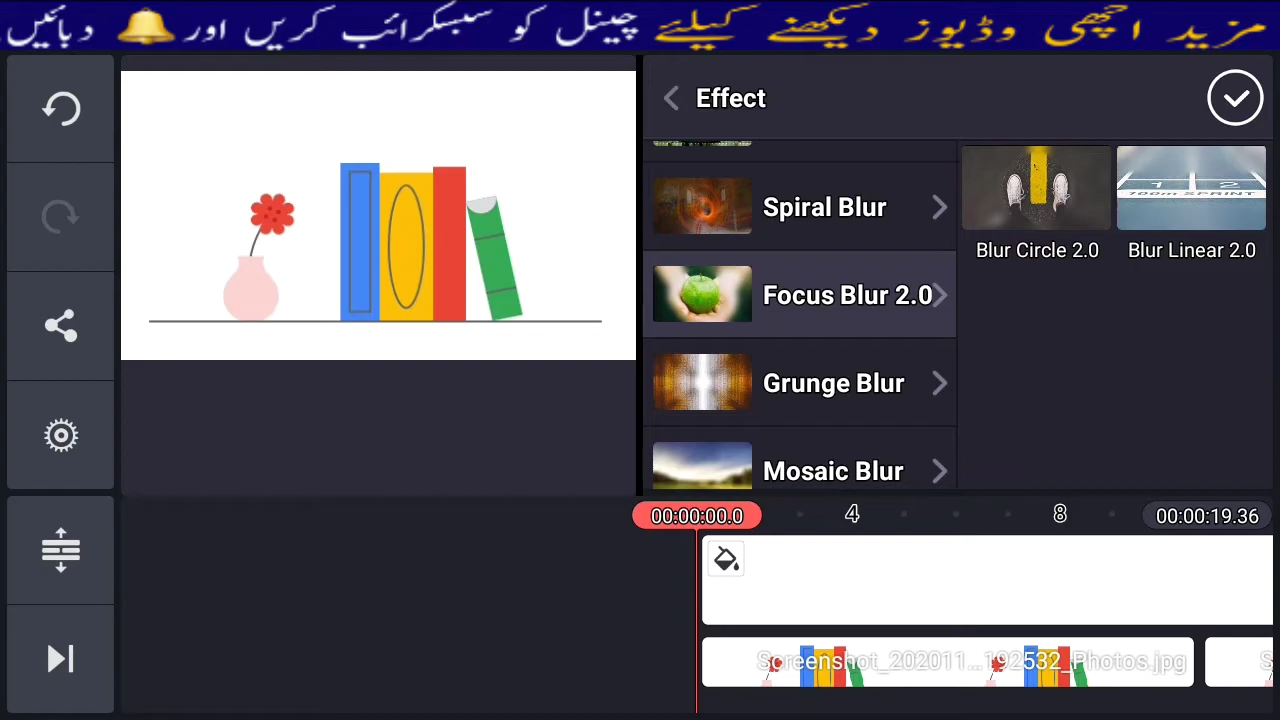 مزید اچھی وڈیوز دیکھنے کیلئے چینل کو سبسکرائب کریں اور دبائیں
Effect
Spiral Blur
Focus Blur 2.0
Grunge Blur
Mosaic Blur
700m SPRINT
Blur Circle 2.0
Blur Linear 2.0
00:00:00.0
4
8
00:00:19.36
Screenshot_202011...192532_Photos.jpg